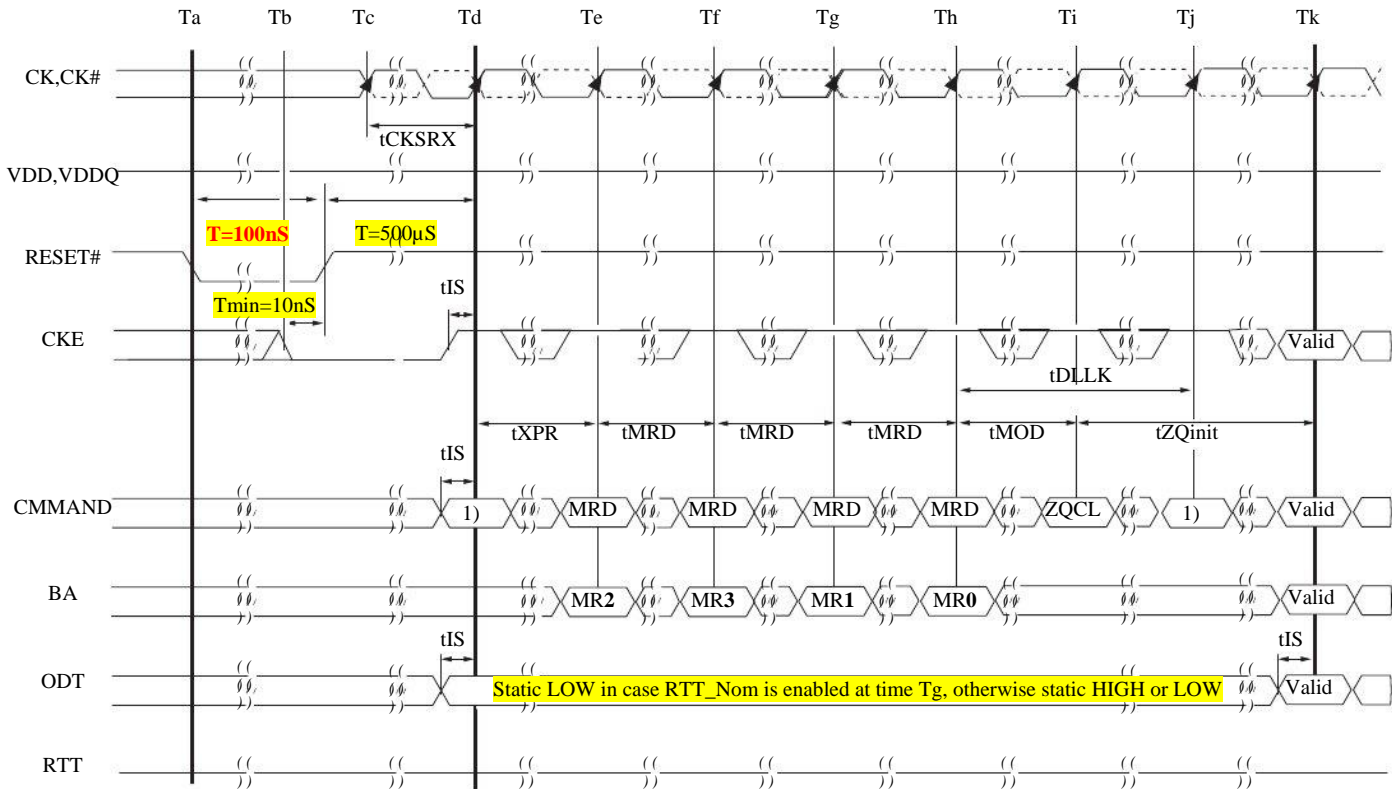 Ta Tb Tc Td Te Tf Tg Th Ti Tj Tk
CK,CK#
tCKSRX
VDD,VDDQ
T=100nS T=500µS
RESET#
Tmin=10nS tIS
CKE Valid
tDLLK
tXPR tMRD tMRD tMRD tMOD tZQinit
tIS
CMMAND 1) MRD MRD MRD MRD ZQCL 1) Valid
BA MR2 MR3 MR1 MR0 Valid
tIS tIS
ODT Static LOW in case RTT_Nom is enabled at time Tg, otherwise static HIGH or LOW Valid
RTT